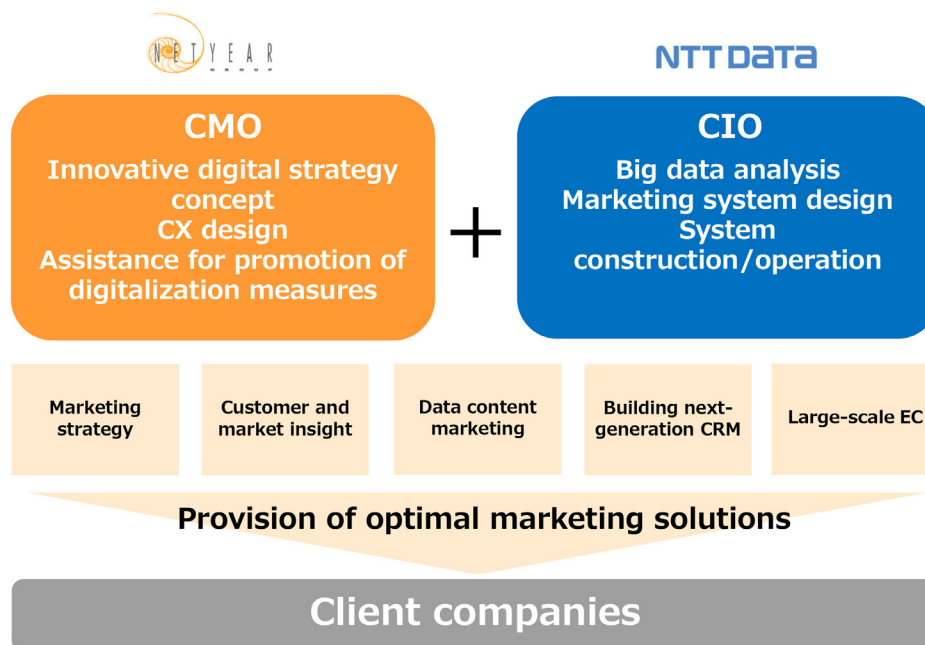 NETYEAR
GROUP
NTT DATA
CMO
Innovative digital strategy
concept
CX design
Assistance for promotion of
digitalization measures
+
CIO
Big data analysis
Marketing system design
System
construction/operation
Marketing
strategy
Customer and
market insight
Data content
marketing
Building next-
generation CRM
Large-scale EC
Provision of optimal marketing solutions
Client companies